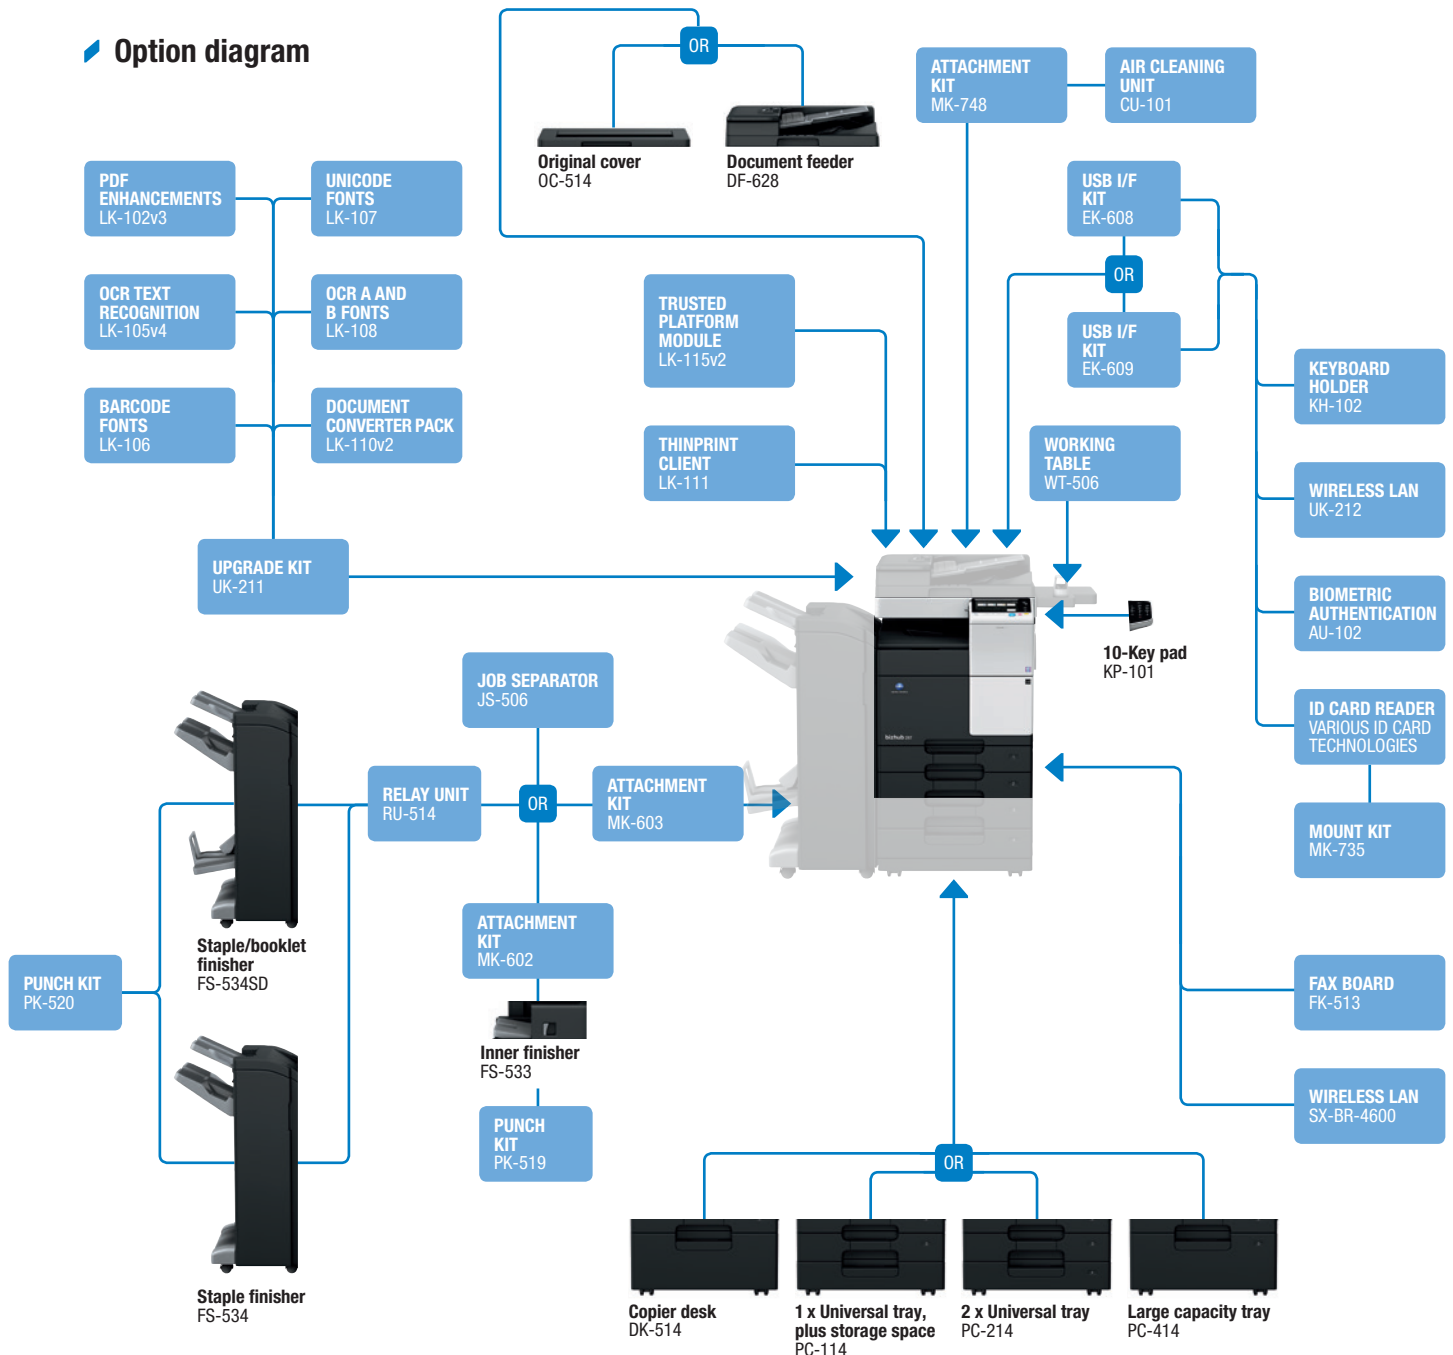 Option diagram
OR
Original cover
OC-514
Document feeder
DF-628
ATTACHMENT
KIT
MK-748
AIR CLEANING
UNIT
CU-101
PDF
ENHANCEMENTS
LK-102v3
UNICODE
FONTS
LK-107
USB I/F
KIT
EK-608
OR
USB I/F
KIT
EK-609
OCR TEXT
RECOGNITION
LK-105v4
OCR A AND
B FONTS
LK-108
TRUSTED
PLATFORM
MODULE
LK-115v2
KEYBOARD
HOLDER
KH-102
BARCODE
FONTS
LK-106
DOCUMENT
CONVERTER PACK
LK-110v2
THINPRINT
CLIENT
LK-111
WORKING
TABLE
WT-506
WIRELESS LAN
UK-212
UPGRADE KIT
UK-211
BIOMETRIC
AUTHENTICATION
AU-102
10-Key pad
KP-101
JOB SEPARATOR
JS-506
ID CARD READER
VARIOUS ID CARD
TECHNOLOGIES
bizhub
RELAY UNIT
RU-514
OR
ATTACHMENT
KIT
MK-603
MOUNT KIT
MK-735
ATTACHMENT
KIT
MK-602
Staple/booklet
finisher
FS-534SD
PUNCH KIT
PK-520
FAX BOARD
FK-513
Inner finisher
FS-533
PUNCH
KIT
PK-519
WIRELESS LAN
SX-BR-4600
OR
Staple finisher
FS-534
Copier desk
DK-514
1 x Universal tray,
plus storage space
PC-114
2 x Universal tray
PC-214
Large capacity tray
PC-414